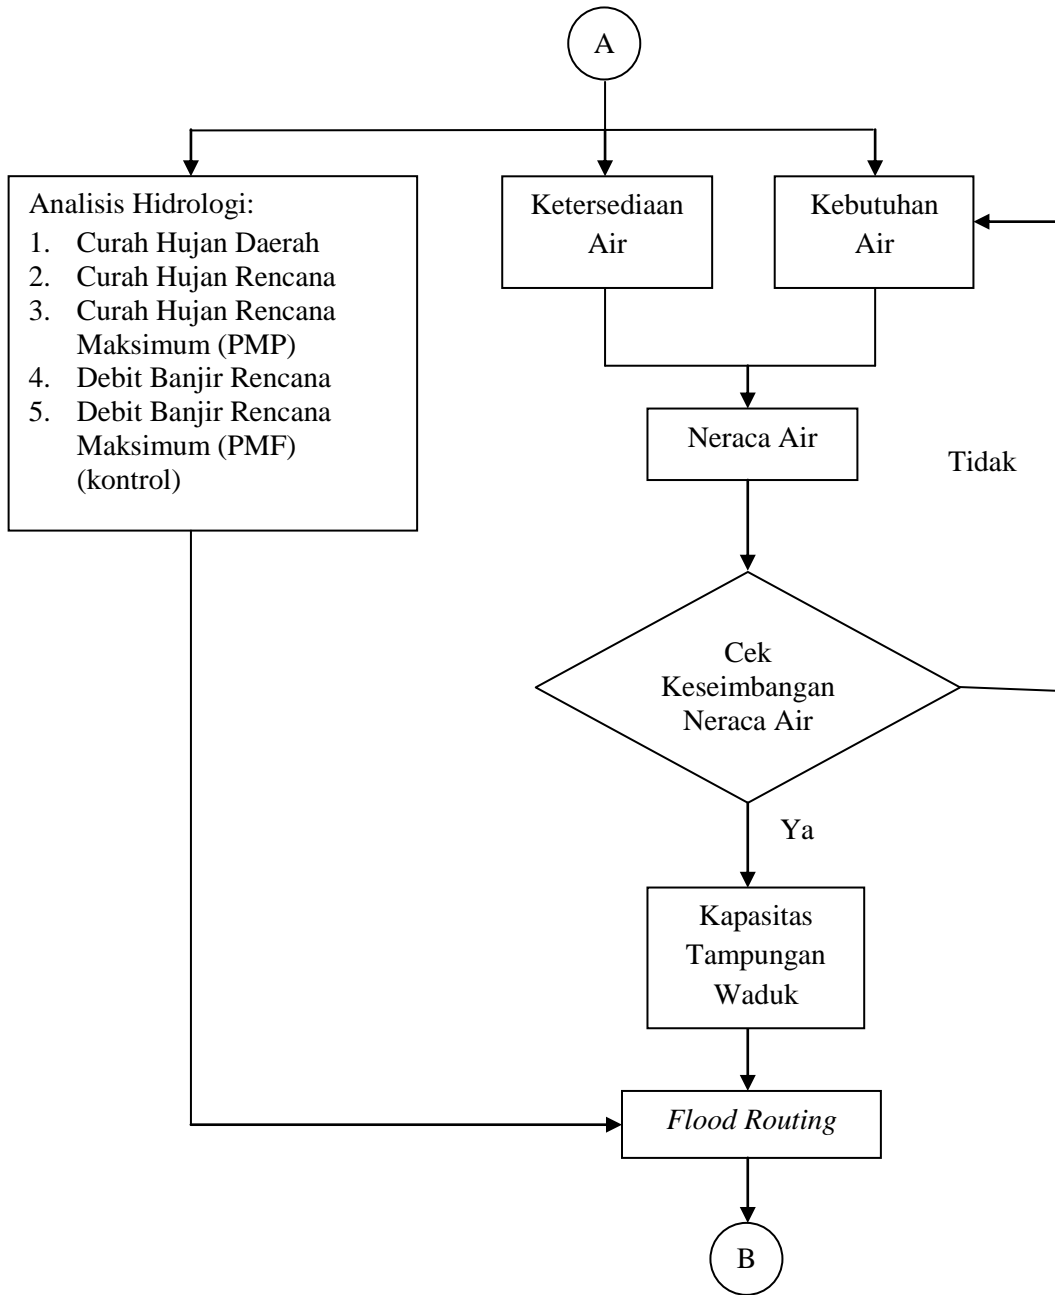 A
Analisis Hidrologi:
1. Curah Hujan Daerah
2. Curah Hujan Rencana
3. Curah Hujan Rencana
Maksimum (PMP)
4. Debit Banjir Rencana
5. Debit Banjir Rencana
Maksimum (PMF)
(kontrol)
Ketersediaan
Air
Kebutuhan
Air
Neraca Air
Tidak
Cek
Keseimbangan
Neraca Air
Ya
Kapasitas
Tampungan
Waduk
Flood Routing
B